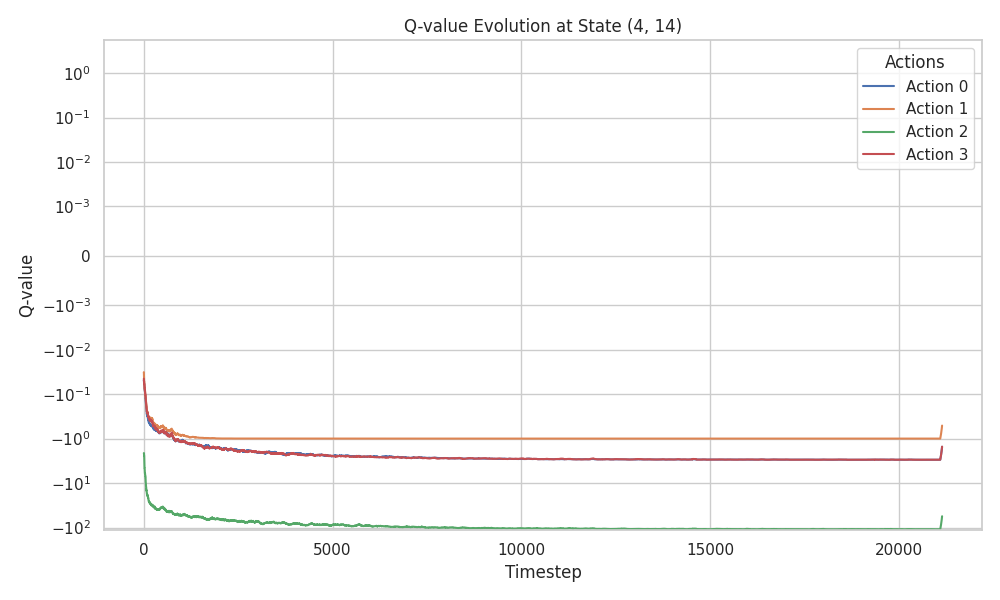 Q-value Evolution at State (4, 14)
Q-value
10⁰
10⁻¹
10⁻²
10⁻³
0
−10⁻³
−10⁻²
−10⁻¹
−10⁰
−10¹
−10²
Actions
Action 0
Action 1
Action 2
Action 3
0
5000
10000
15000
20000
Timestep